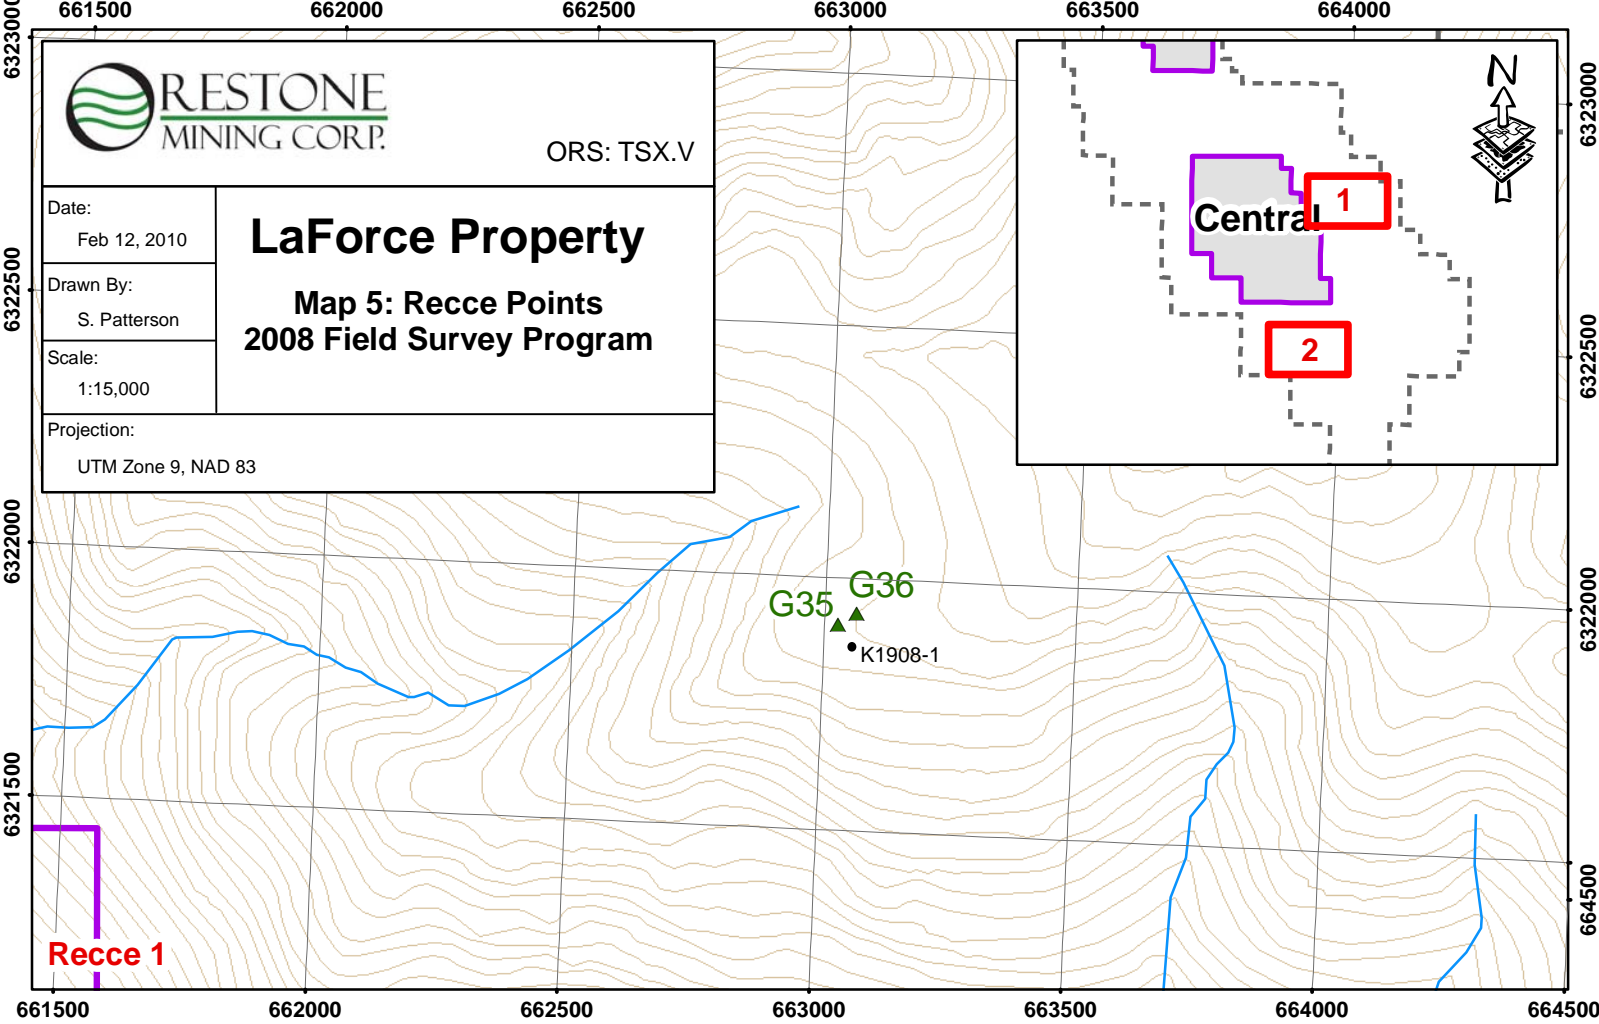 661500 662000 662500 663000 663500 664000
6323000
6322500
6322000
6321500
ORESTONE
MINING CORP.
ORS: TSX.V
Date:
Feb 12, 2010
Drawn By:
S. Patterson
Scale:
1:15,000
LaForce Property
Map 5: Recce Points
2008 Field Survey Program
Projection:
UTM Zone 9, NAD 83
N
Central
1
2
6323000
6322500
6322000
664500
G35
G36
K1908-1
Recce 1
661500 662000 662500 663000 663500 664000 664500